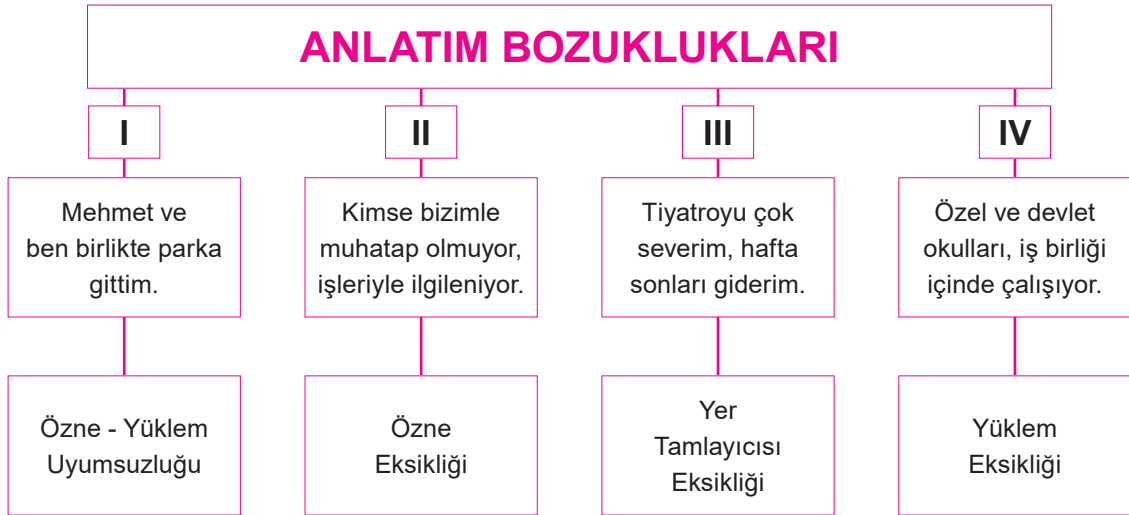 ANLATIM BOZUKLUKLARI
I
Mehmet ve
ben birlikte parka
gittim.
Özne - Yüklem
Uyumsuzluğu
II
Kimse bizimle
muhatap olmuyor,
işleriyle ilgileniyor.
Özne
Eksikliği
III
Tiyatroyu çok
severim, hafta
sonları giderim.
Yer
Tamlayıcısı
Eksikliği
IV
Özel ve devlet
okulları, iş birliği
içinde çalışıyor.
Yüklem
Eksikliği